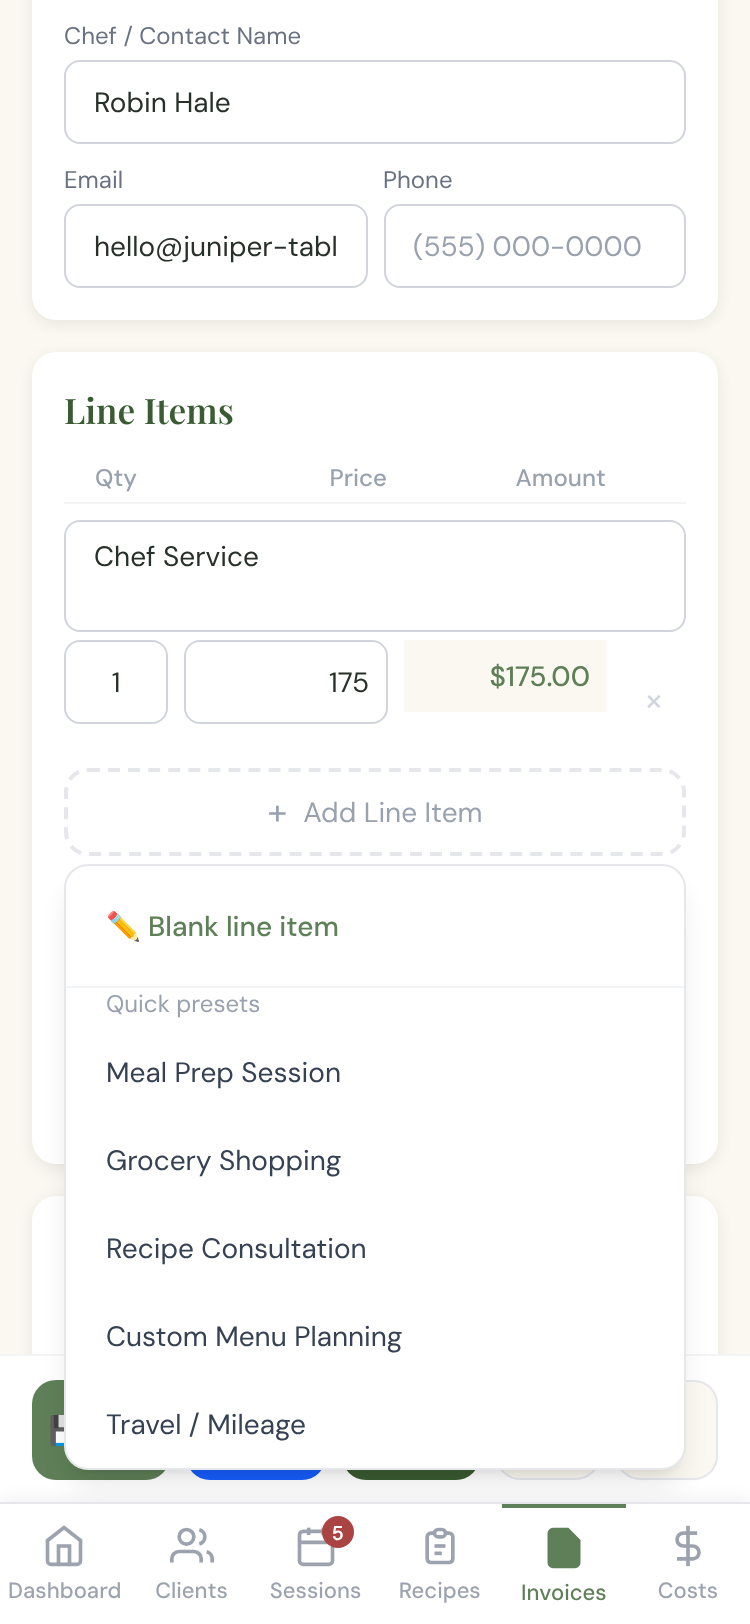 Chef / Contact Name
Robin Hale
Email Phone
hello@juniper-tabl (555) 000-0000
Line Items
Qty Price Amount
Chef Service
1 175 $175.00 ×
+ Add Line Item
✏️ Blank line item
Quick presets
Meal Prep Session
Grocery Shopping
Recipe Consultation
Custom Menu Planning
Travel / Mileage
5
Dashboard Clients Sessions Recipes Invoices Costs